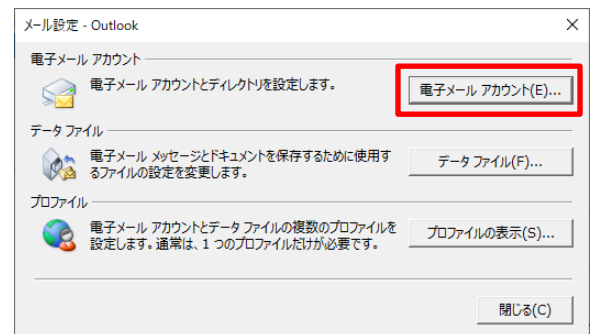 メール設定 - Outlook
電子メール アカウント
電子メール アカウントとディレクトリを設定します。
電子メール アカウント(E)...
データ ファイル
電子メール メッセージとドキュメントを保存するために使用す
るファイルの設定を変更します。
データ ファイル(F)...
プロファイル
電子メール アカウントとデータ ファイルの複数のプロファイルを
設定します。通常は、1 つのプロファイルだけが必要です。
プロファイルの表示(S)...
閉じる(C)